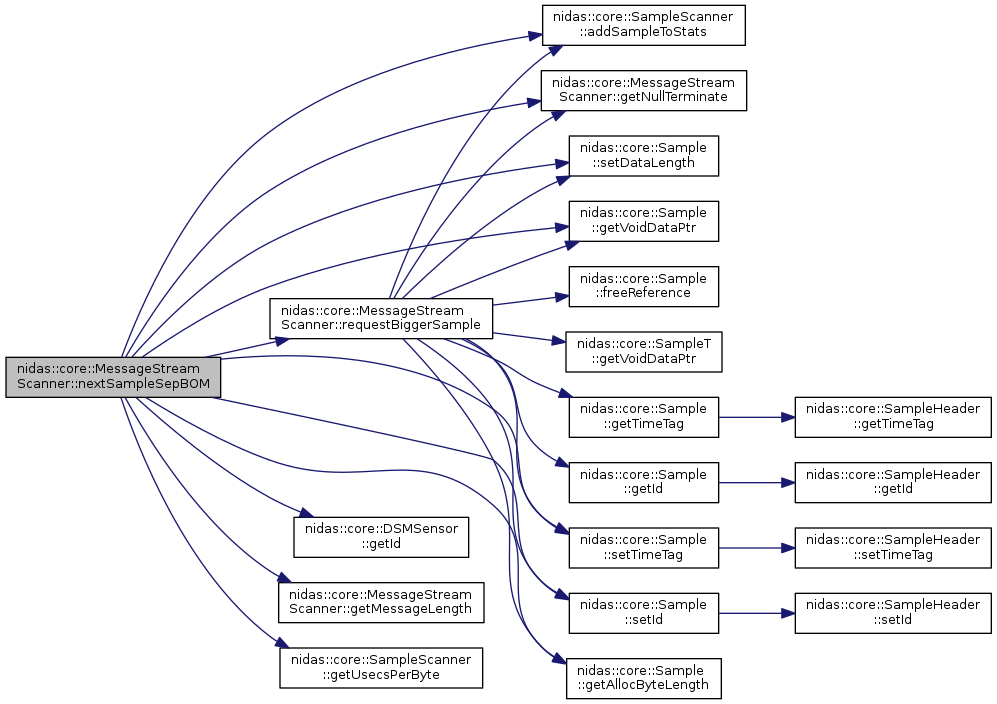 nidas::core::SampleScanner
::addSampleToStats
nidas::core::MessageStream
Scanner::getNullTerminate
nidas::core::Sample
::setDataLength
nidas::core::Sample
::getVoidDataPtr
nidas::core::Sample
::freeReference
nidas::core::MessageStream
Scanner::requestBiggerSample
nidas::core::SampleT
::getVoidDataPtr
nidas::core::MessageStream
Scanner::nextSampleSepBOM
nidas::core::Sample
::getTimeTag
nidas::core::SampleHeader
::getTimeTag
nidas::core::Sample
::getId
nidas::core::SampleHeader
::getId
nidas::core::DSMSensor
::getId
nidas::core::Sample
::setTimeTag
nidas::core::SampleHeader
::setTimeTag
nidas::core::MessageStream
Scanner::getMessageLength
nidas::core::Sample
::setId
nidas::core::SampleHeader
::setId
nidas::core::SampleScanner
::getUsecsPerByte
nidas::core::Sample
::getAllocByteLength